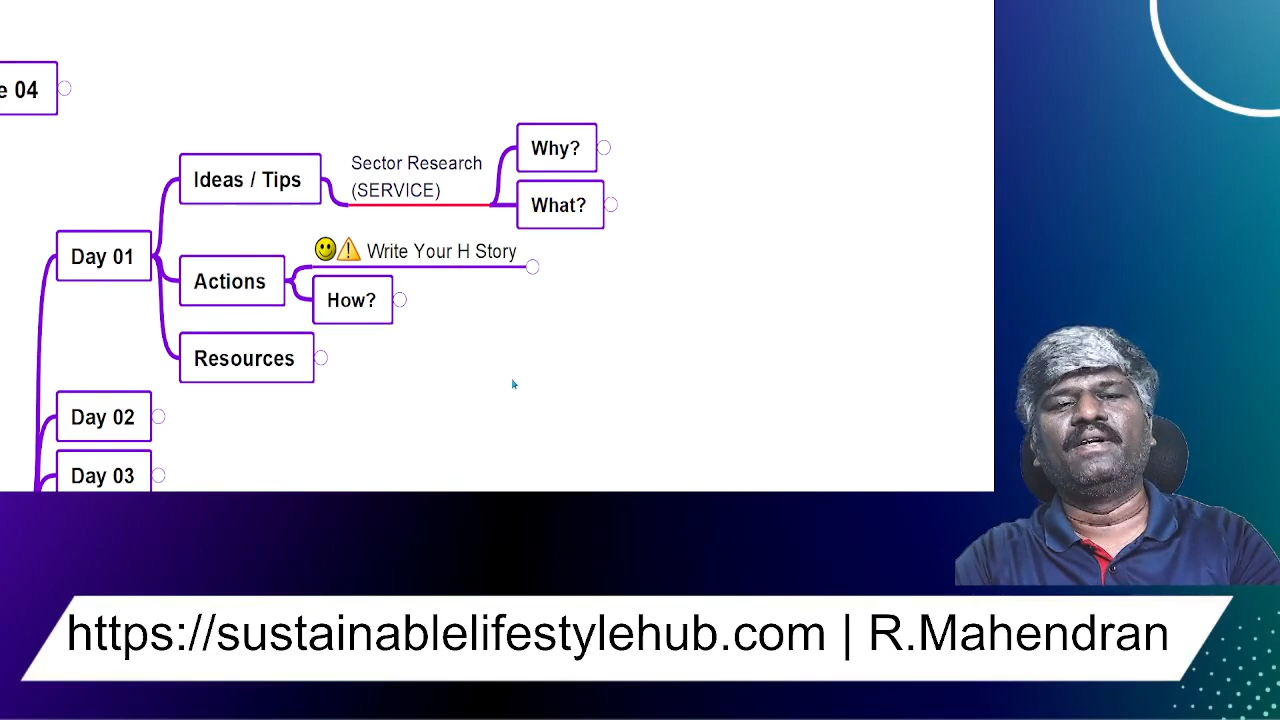 e 04
Why?
Sector Research
(SERVICE)
Ideas / Tips
What?
Day 01
Write Your H Story
Actions
How?
Resources
Day 02
Day 03
https://sustainablelifestylehub.com | R.Mahendran